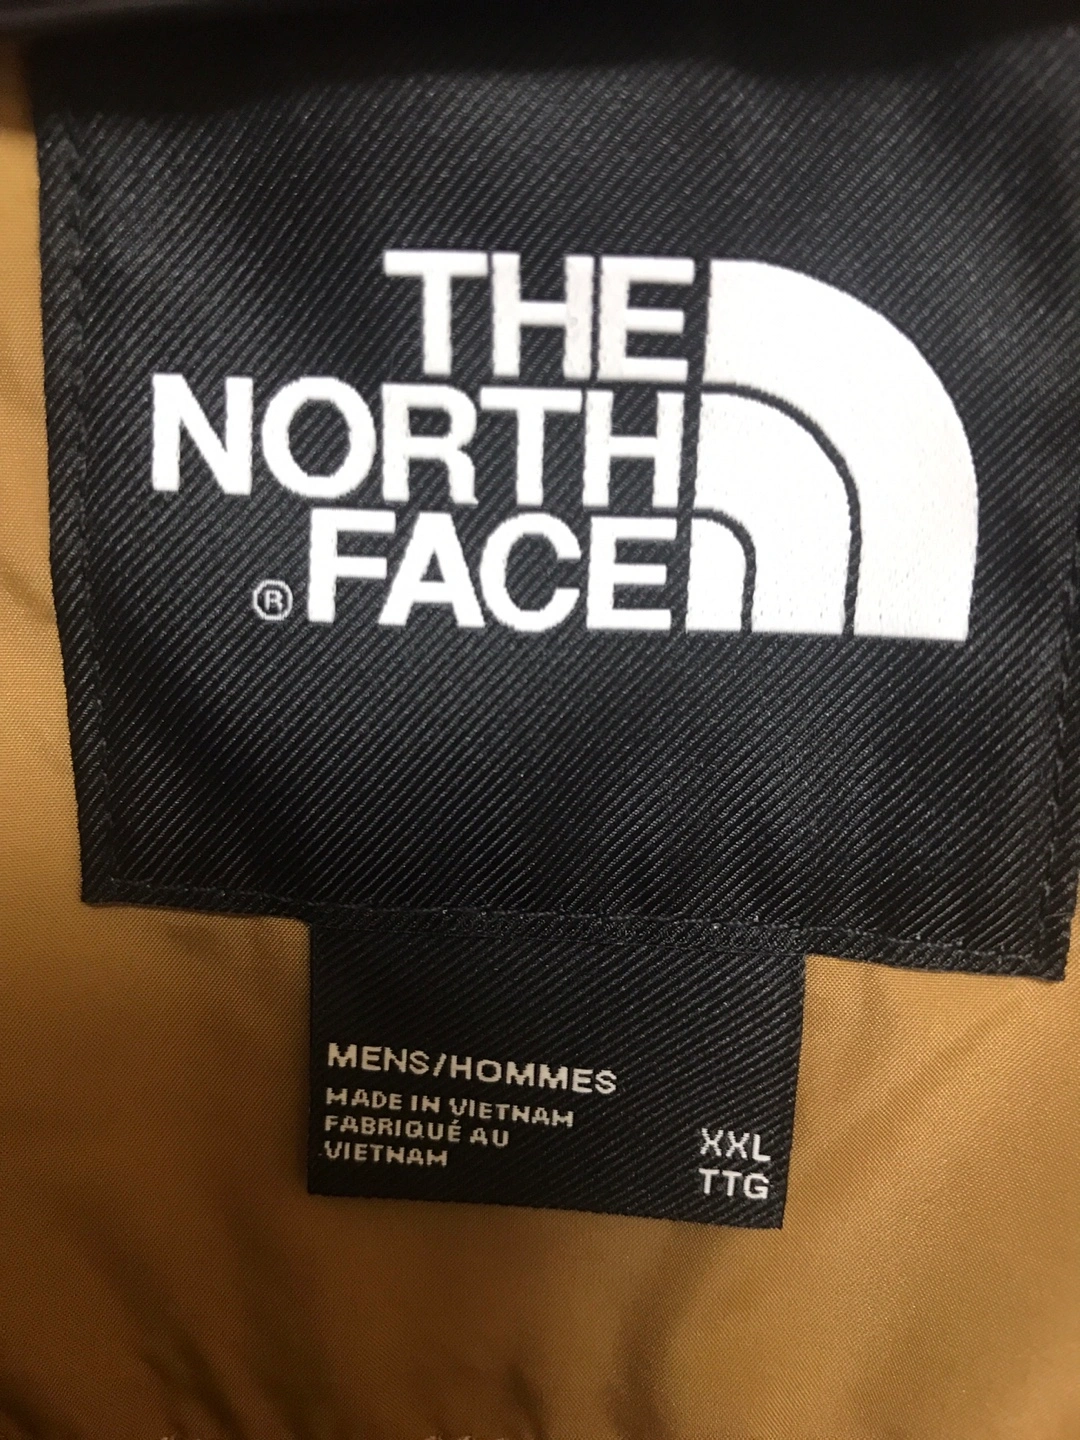 THE
NORTH
® FACE
MENS/HOMMES
MADE IN VIETNAM
FABRIQUÉ AU
VIETNAM
XXL
TTG